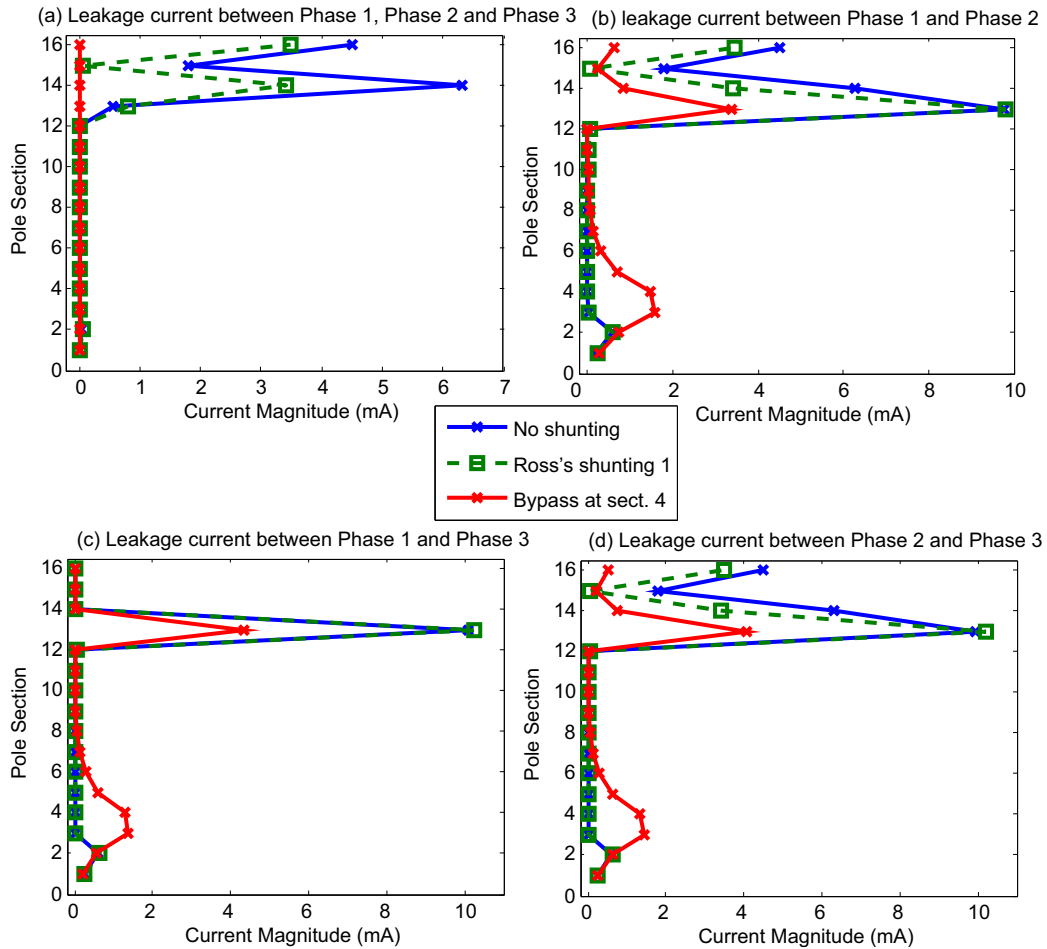 (a) Leakage current between Phase 1, Phase 2 and Phase 3
16
14
12
10
8
6
4
2
0
Pole Section
0 1 2 3 4 5 6 7
Current Magnitude (mA)
(b) leakage current between Phase 1 and Phase 2
16
14
12
10
8
6
4
2
0
Pole Section
0 2 4 6 8 10
Current Magnitude (mA)
No shunting
Ross's shunting 1
Bypass at sect. 4
(c) Leakage current between Phase 1 and Phase 3
16
14
12
10
8
6
4
2
0
Pole Section
0 2 4 6 8 10
Current Magnitude (mA)
(d) Leakage current between Phase 2 and Phase 3
16
14
12
10
8
6
4
2
0
Pole Section
0 2 4 6 8 10
Current Magnitude (mA)